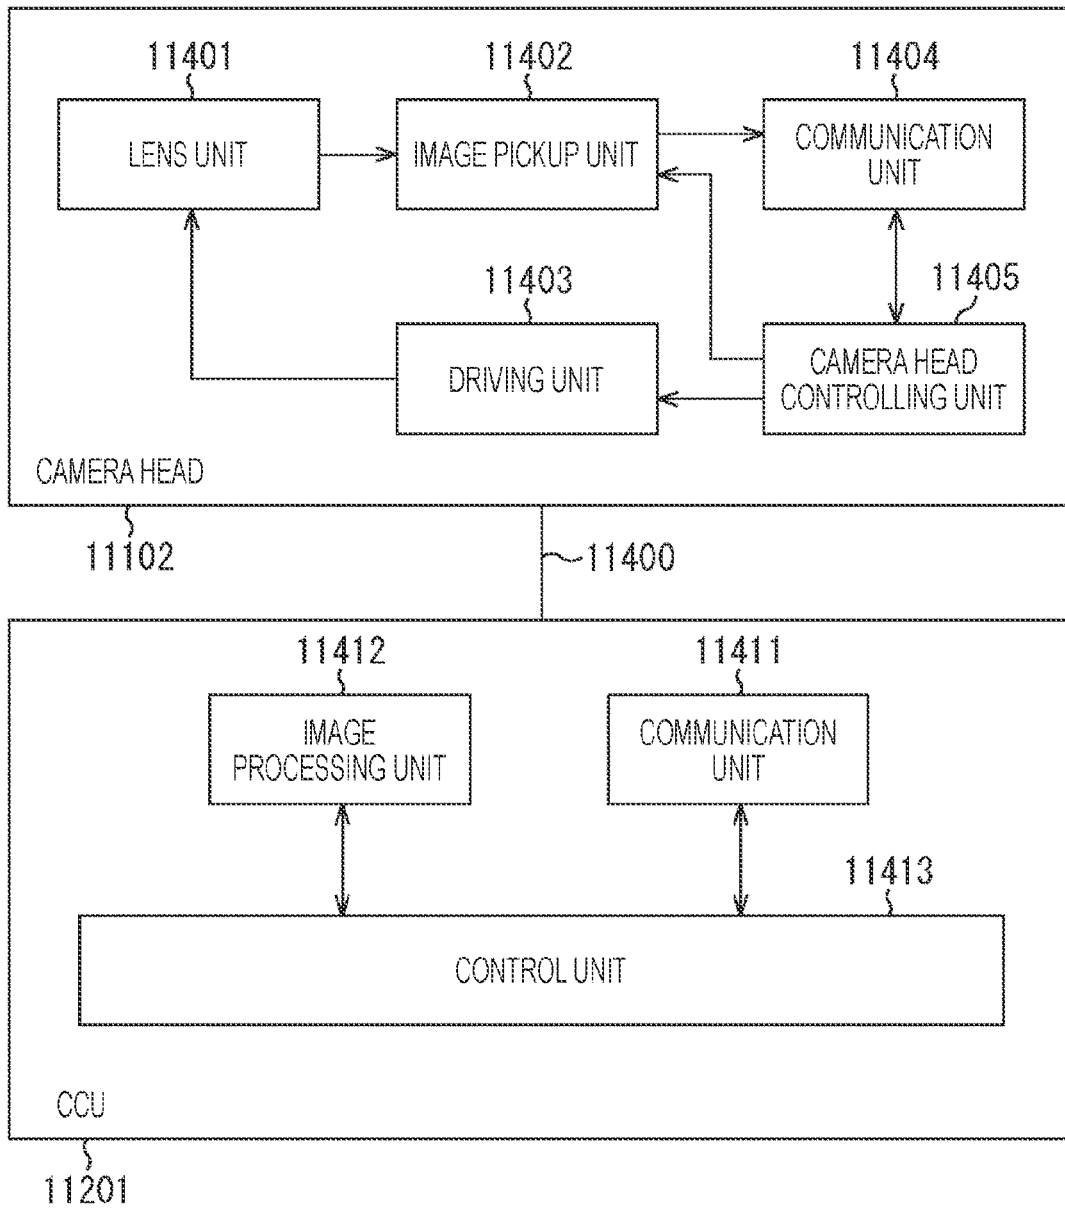 11401
11402
11404
LENS UNIT
IMAGE PICKUP UNIT
COMMUNICATION
UNIT
11403
11405
DRIVING UNIT
CAMERA HEAD
CONTROLLING UNIT
CAMERA HEAD
11102
11400
11412
11411
IMAGE
PROCESSING UNIT
COMMUNICATION
UNIT
11413
CONTROL UNIT
CCU
11201